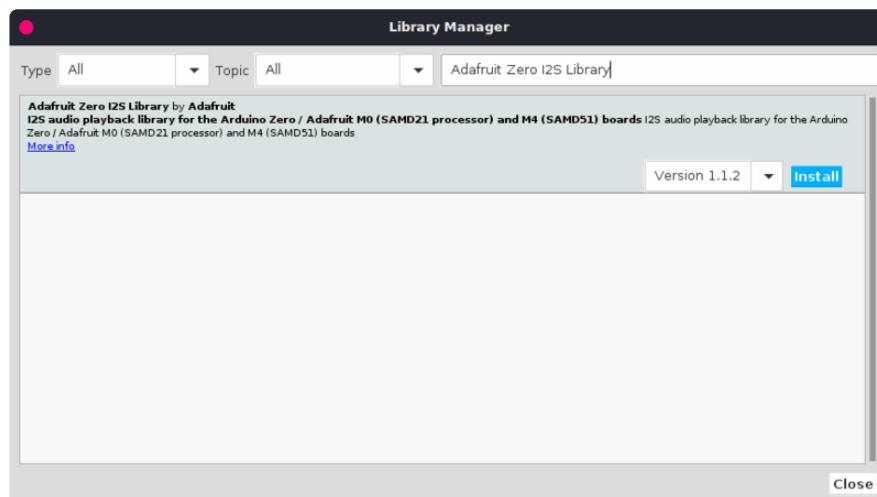 Library Manager
Type All Topic All Adafruit Zero I2S Library
Adafruit Zero I2S Library by Adafruit
I2S audio playback library for the Arduino Zero / Adafruit M0 (SAMD21 processor) and M4 (SAMD51) boards I2S audio playback library for the Arduino
Zero / Adafruit M0 (SAMD21 processor) and M4 (SAMD51) boards
More info
Version 1.1.2 Install
Close